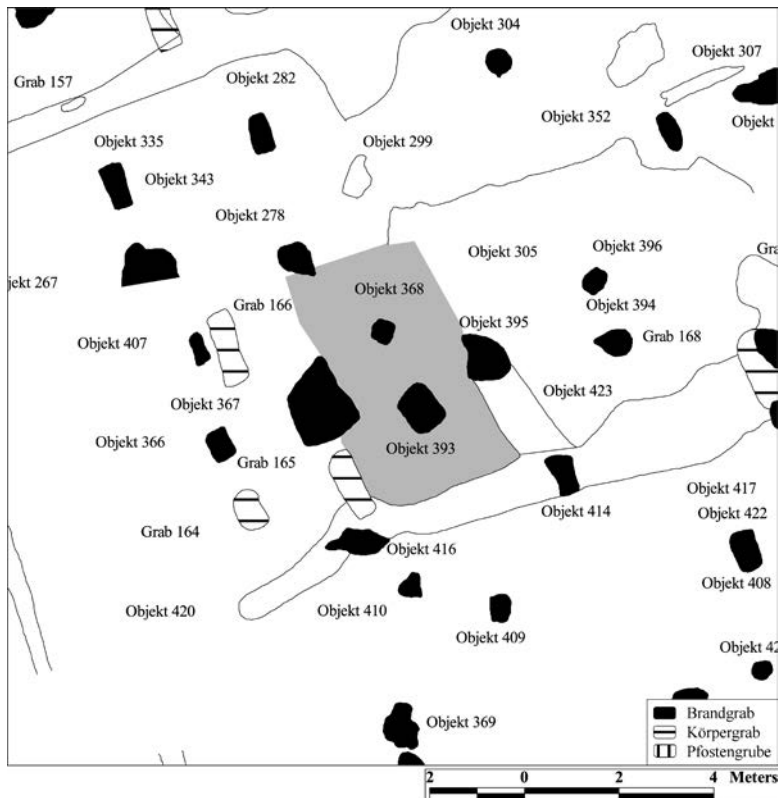 Objekt 304
Objekt 307
Grab 157
Objekt 282
Objekt 352
Objekt
Objekt 335
Objekt 299
Objekt 343
Objekt 278
Objekt 305
Objekt 396
Gra
jekt 267
Objekt 368
Grab 166
Objekt 394
Objekt 395
Objekt 407
Grab 168
Objekt 367
Objekt 423
Objekt 366
Grab 165
Objekt 393
Objekt 417
Objekt 414
Objekt 422
Grab 164
Objekt 416
Objekt 408
Objekt 420
Objekt 410
Objekt 409
Objekt 42
Objekt 369
Brandgrab
Körpergrab
Pfostengrube
2 0 2 4 Meters